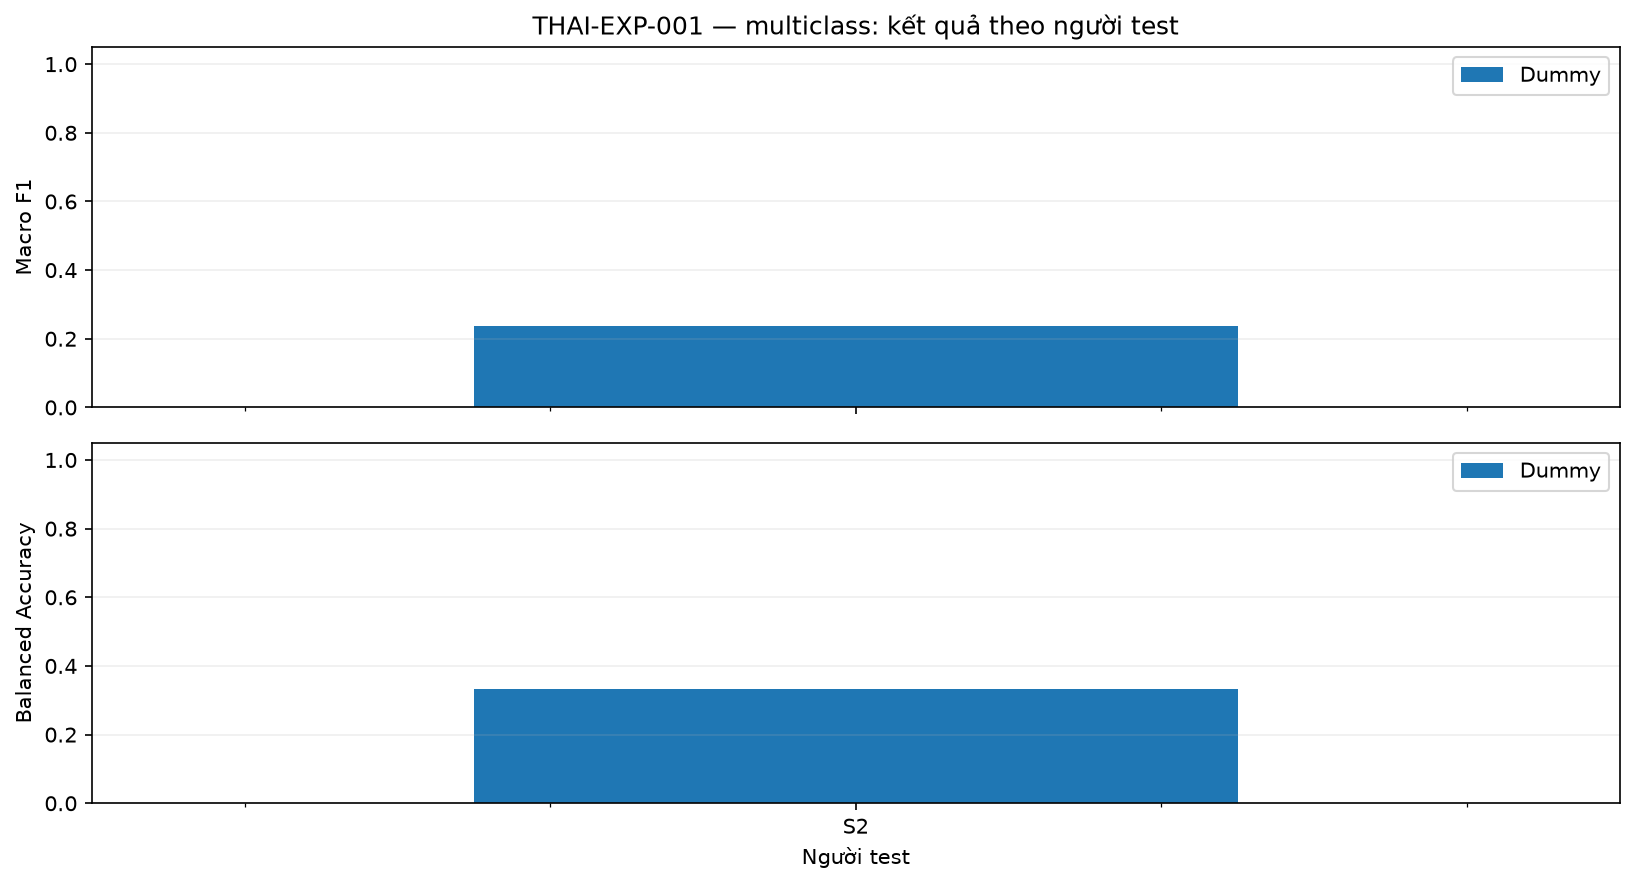 THAI-EXP-001 — multiclass: kết quả theo người test
Dummy
1.0
0.8
0.6
0.4
0.2
0.0
Macro F1
Dummy
1.0
0.8
0.6
0.4
0.2
0.0
Balanced Accuracy
S2
Người test